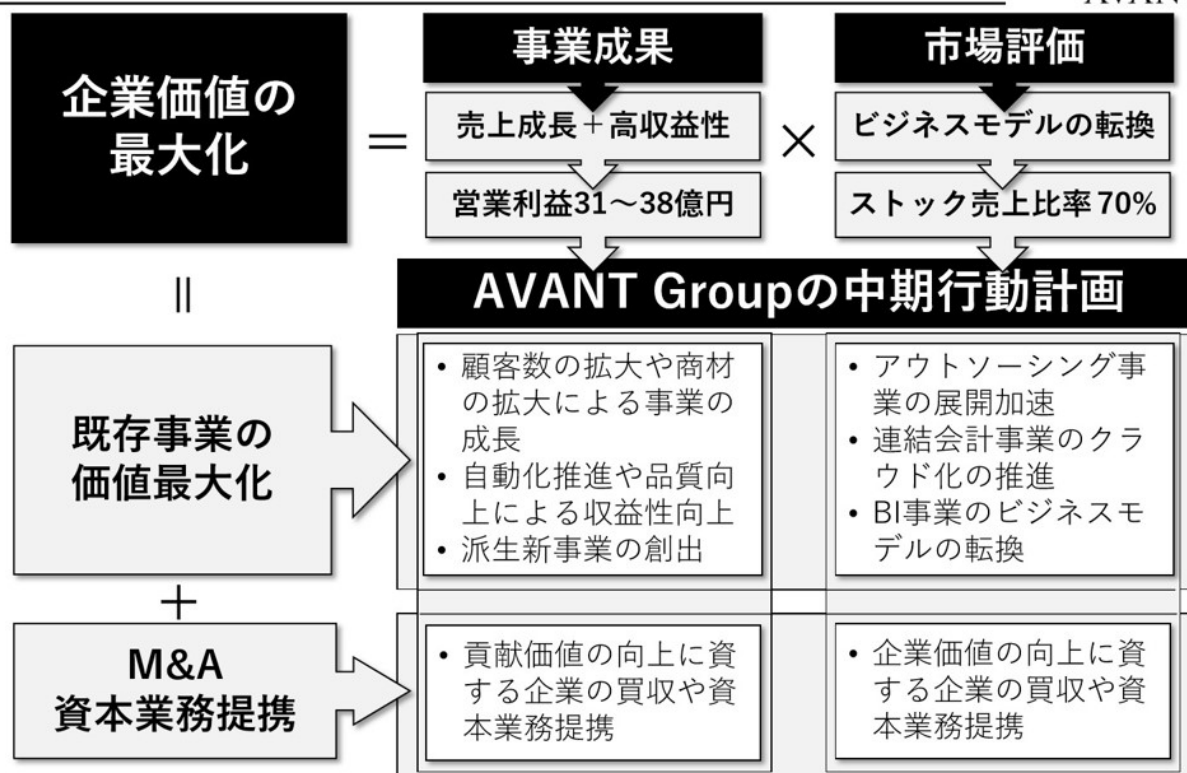 事業成果
市場評価
企業価値の
最大化
=
売上成長＋高収益性
×
ビジネスモデルの転換
営業利益31～38億円
ストック売上比率70%
AVANT Groupの中期行動計画
=
既存事業の
価値最大化
• 顧客数の拡大や商材
の拡大による事業の
成長
• 自動化推進や品質向
上による収益性向上
• 派生新事業の創出
• アウトソーシング事
業の展開加速
• 連結会計事業のクラ
ウド化の推進
• BI事業のビジネスモ
デルの転換
＋
M&A
資本業務提携
• 貢献価値の向上に資
する企業の買収や資
本業務提携
• 企業価値の向上に資
する企業の買収や資
本業務提携